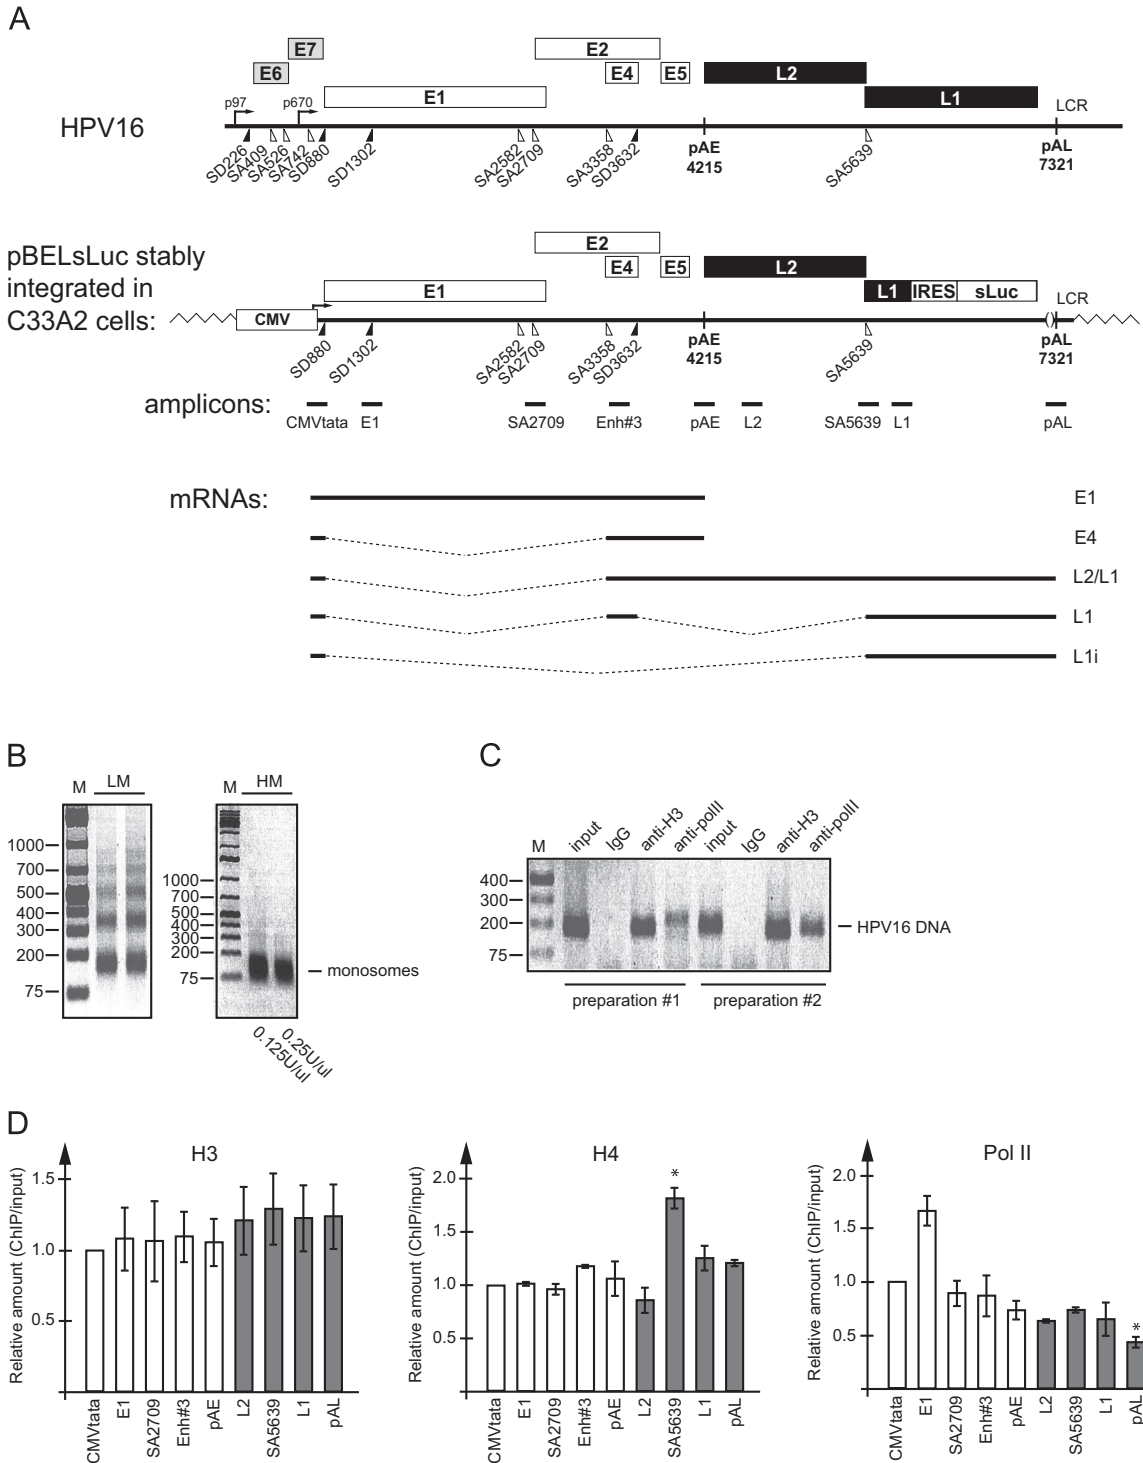 A
E7
E2
E6
E4
E5
L2
p97
p670
E1
L1
LCR
HPV16
SD226
SA409
SA526
SA742
SD880
SD1302
SA2582
SA2709
SA3358
SD3632
pAE
4215
SA5639
pAL
7321
pBELsLuc stably
integrated in
C33A2 cells:
E2
E4
E5
L2
E1
L1
IRES
sLuc
LCR
CMV
SD880
SD1302
SA2582
SA2709
SA3358
SD3632
pAE
4215
SA5639
()
pAL
7321
amplicons:
CMVtata
E1
SA2709
Enh#3
pAE
L2
SA5639
L1
pAL
mRNAs:
E1
E4
L2/L1
L1
L1i
B
M
LM
1000
700
500
400
300
200
75
M
HM
1000
700
500
400
300
200
75
monosomes
0.125U/ul
0.25U/ul
C
M
input
IgG
anti-H3
anti-polII
input
IgG
anti-H3
anti-polII
400
300
200
75
HPV16 DNA
preparation #1
preparation #2
D
H3
Relative amount (ChIP/input)
1.5
1.0
0.5
CMVtata
E1
SA2709
Enh#3
pAE
L2
SA5639
L1
pAL
H4
Relative amount (ChIP/input)
2.0
1.5
1.0
0.5
*
CMVtata
E1
SA2709
Enh#3
pAE
L2
SA5639
L1
pAL
Pol II
Relative amount (ChIP/input)
2.0
1.5
1.0
0.5
*
CMVtata
E1
SA2709
Enh#3
pAE
L2
SA5639
L1
pAL